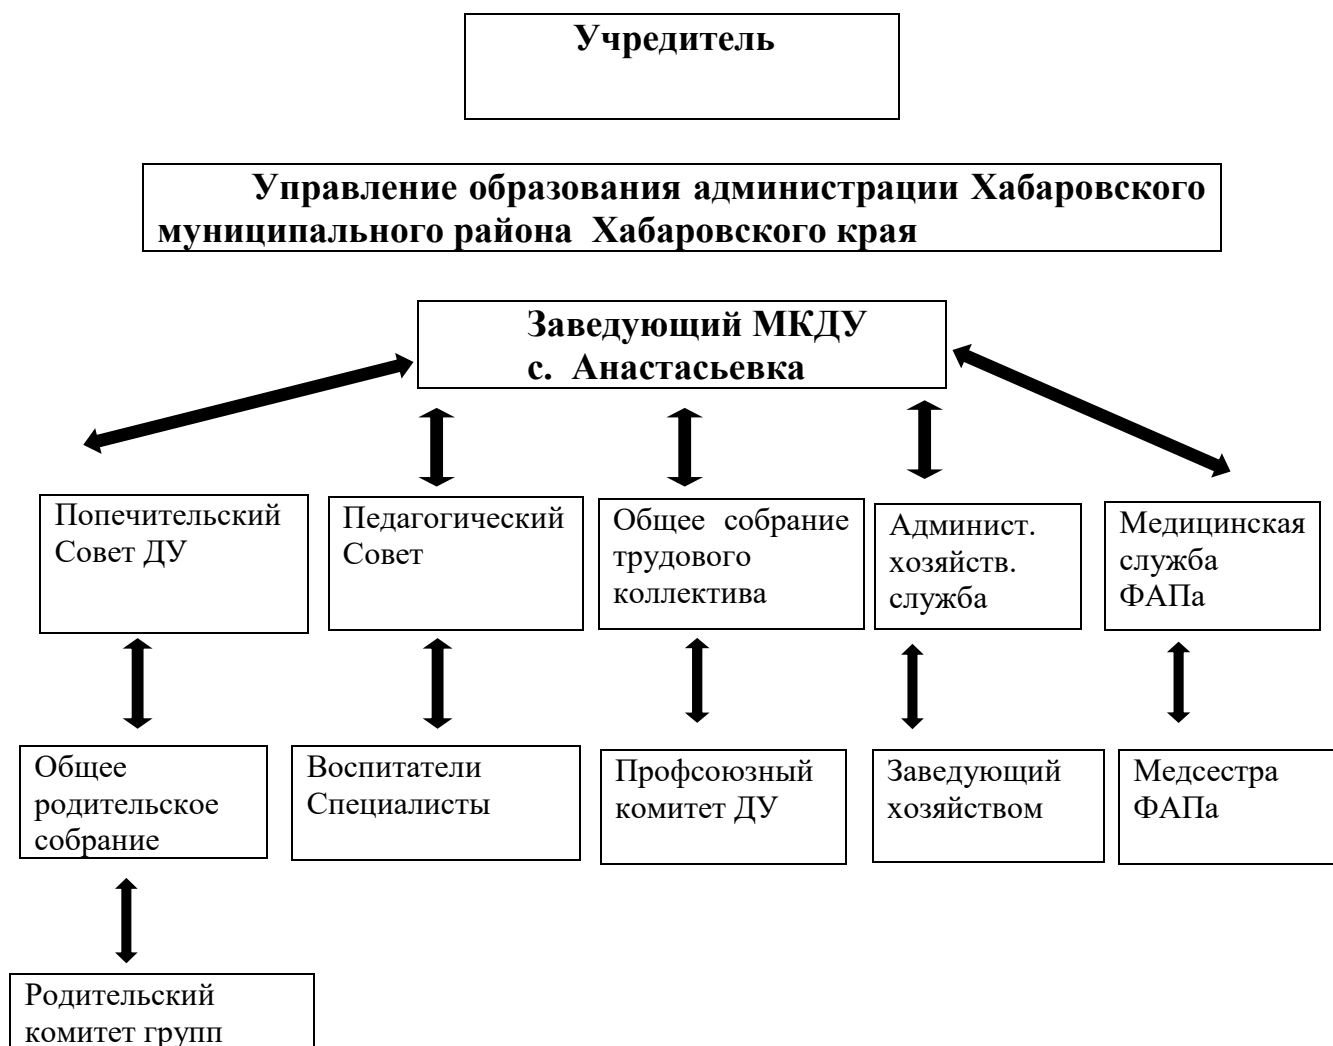 Учредитель
Управление образования администрации Хабаровского
муниципального района Хабаровского края
Заведующий МКДУ
с. Анастасьевка
Попечительский
Совет ДУ
Педагогический
Совет
Общее собрание
трудового
коллектива
Админист.
хозяйств.
служба
Медицинская
служба
ФАПа
Общее
родительское
собрание
Воспитатели
Специалисты
Профсоюзный
комитет ДУ
Заведующий
хозяйством
Медсестра
ФАПа
Родительский
комитет групп